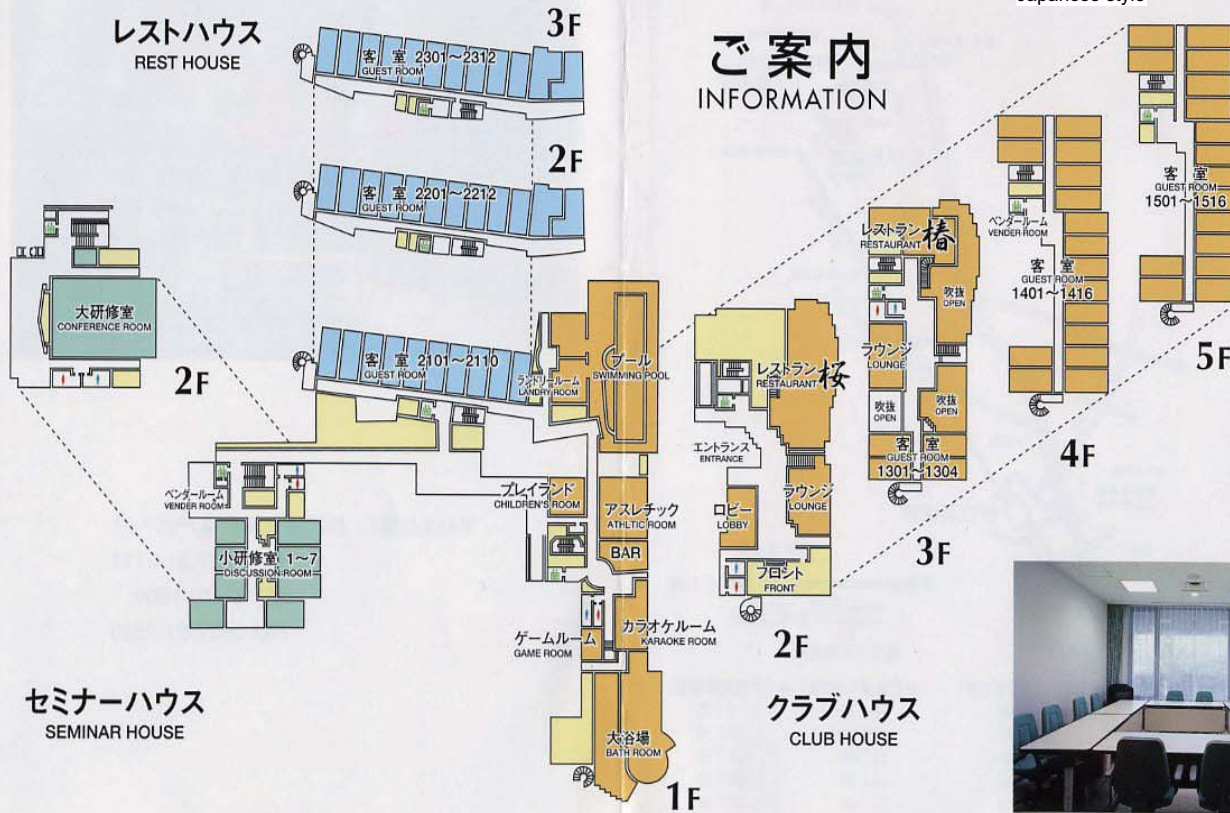 Japanese style
レストハウス
REST HOUSE
3F
客室 2301～2312
GUEST ROOM
2F
客室 2201～2212
GUEST ROOM
客室 2101～2110
GUEST ROOM
ご案内
INFORMATION
大研修室
CONFERENCE ROOM
2F
ベンダールーム
VENDER ROOM
小研修室 1～7
DISCUSSION ROOM
セミナーハウス
SEMINAR HOUSE
ランドリールーム
LANDRY ROOM
プール
SWIMMING POOL
プレイランド
CHILDREN'S ROOM
アスレチック
ATHLTIC ROOM
BAR
ゲームルーム
GAME ROOM
カラオケルーム
KARAOKE ROOM
大浴場
BATH ROOM
1F
レストラン 桜
RESTAURANT
エントランス
ENTRANCE
ロビー
LOBBY
ラウンジ
LOUNGE
フロント
FRONT
2F
クラブハウス
CLUB HOUSE
レストラン 椿
RESTAURANT
吹抜
OPEN
ラウンジ
LOUNGE
吹抜
OPEN
吹抜
OPEN
客室
GUEST ROOM
1301～1304
3F
ベンダールーム
VENDER ROOM
客室
GUEST ROOM
1401～1416
4F
客室
GUEST ROOM
1501～1516
5F